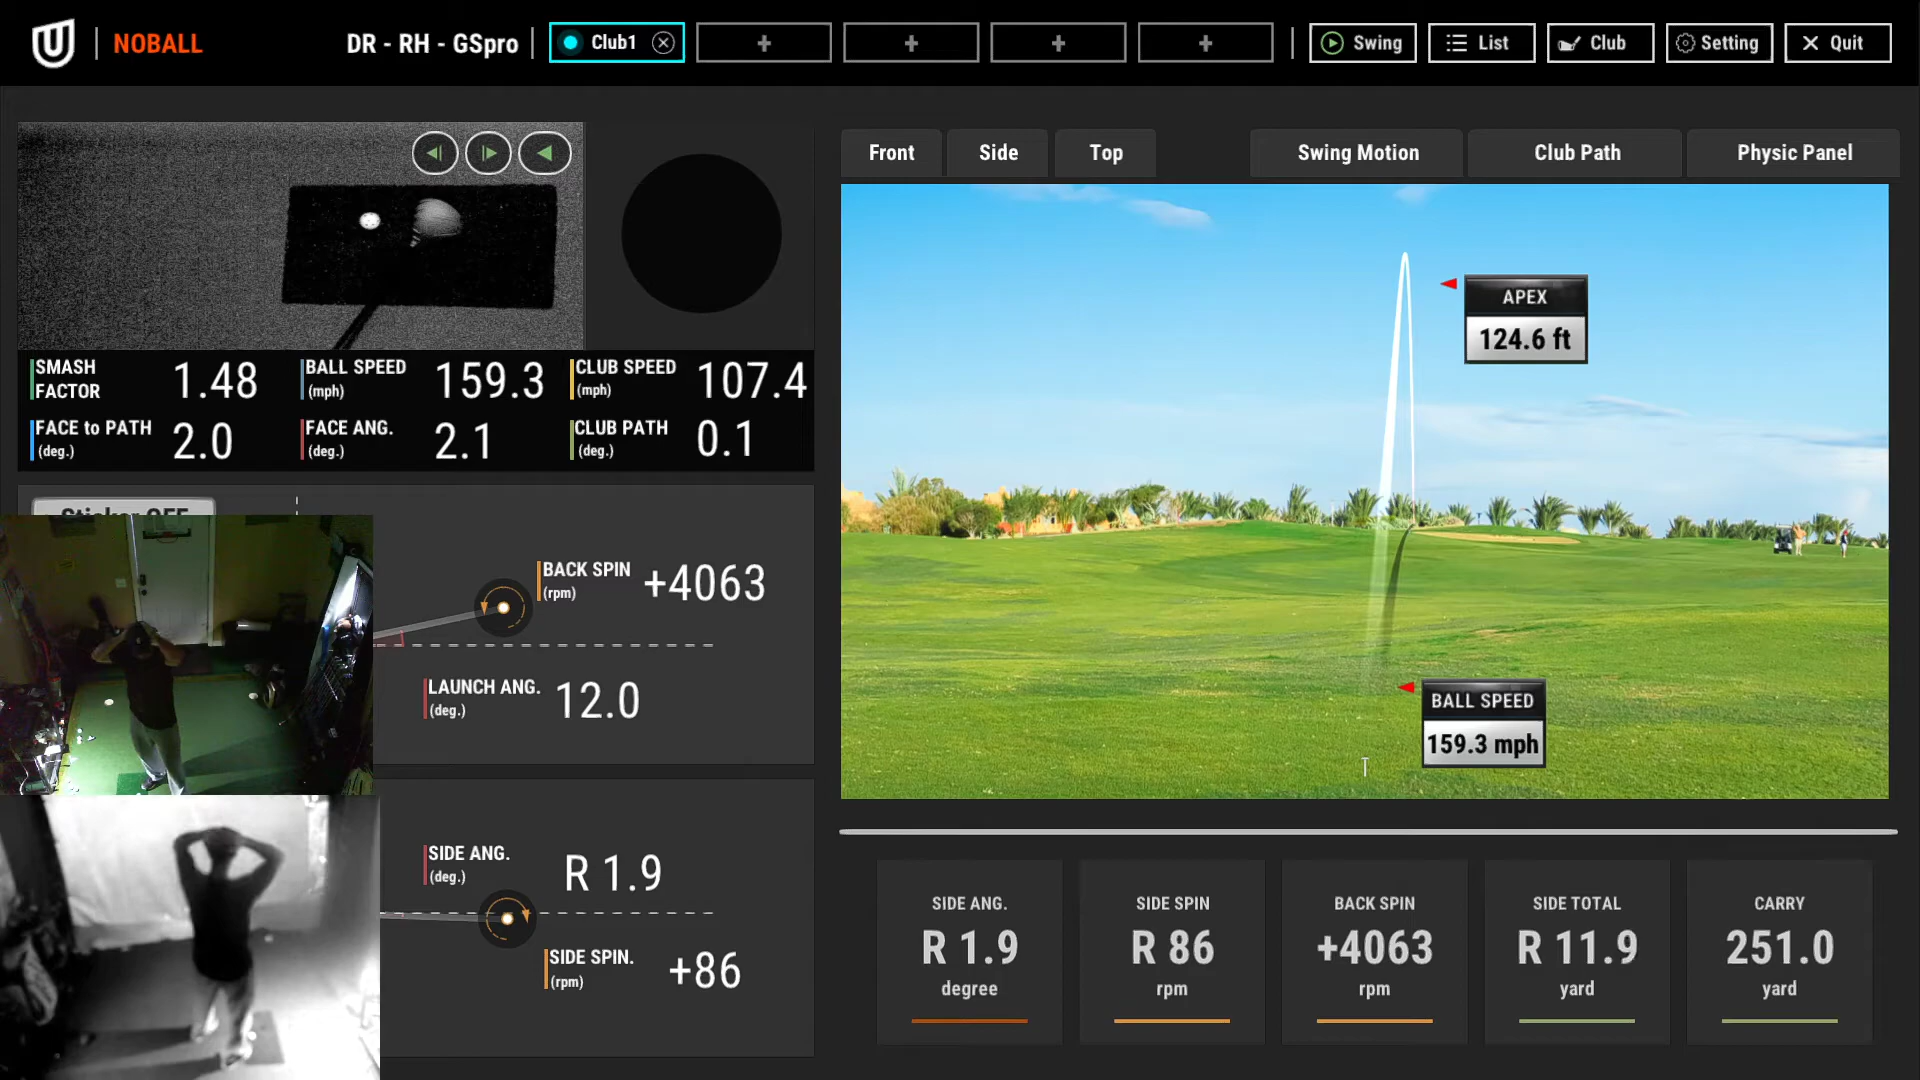 U
NOBALL
DR - RH - GSpro
Club1
+
+
+
+
Swing
List
Club
Setting
Quit
SMASH FACTOR 1.48
BALL SPEED (mph) 159.3
CLUB SPEED (mph) 107.4
FACE to PATH (deg.) 2.0
FACE ANG. (deg.) 2.1
CLUB PATH (deg.) 0.1
Front
Side
Top
Swing Motion
Club Path
Physic Panel
APEX
124.6 ft
BALL SPEED
159.3 mph
Sticker OFF
BACK SPIN (rpm) +4063
LAUNCH ANG. (deg.) 12.0
SIDE ANG. (deg.) R 1.9
SIDE SPIN. (rpm) +86
SIDE ANG.
R 1.9
degree
SIDE SPIN
R 86
rpm
BACK SPIN
+4063
rpm
SIDE TOTAL
R 11.9
yard
CARRY
251.0
yard